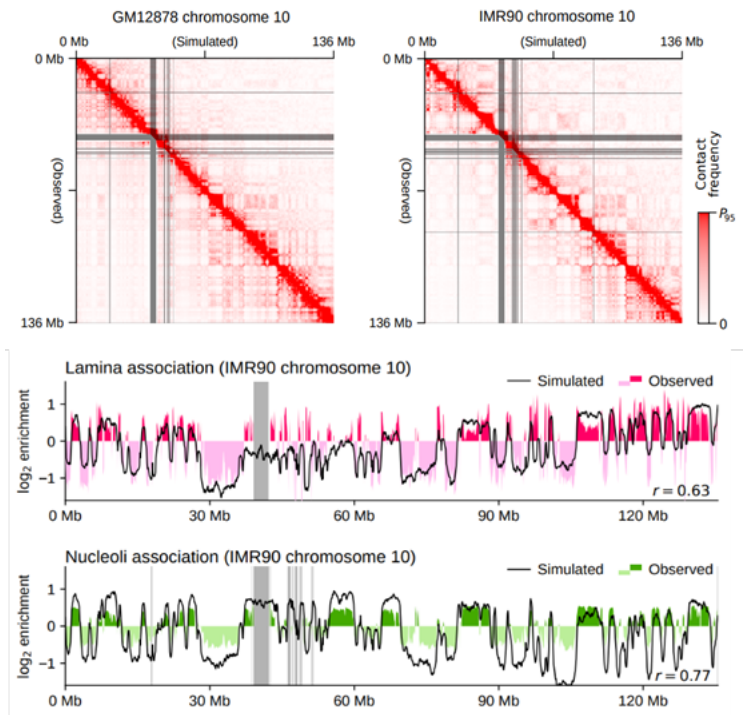 GM12878 chromosome 10
0 Mb (Simulated) 136 Mb
0 Mb
(Observed)
136 Mb
IMR90 chromosome 10
0 Mb (Simulated) 136 Mb
0 Mb
(Observed)
136 Mb
Contact
frequency
P95
0
Lamina association (IMR90 chromosome 10)
Simulated Observed
log2 enrichment
1
0
−1
r = 0.63
0 Mb 30 Mb 60 Mb 90 Mb 120 Mb
Nucleoli association (IMR90 chromosome 10)
Simulated Observed
log2 enrichment
1
0
−1
r = 0.77
0 Mb 30 Mb 60 Mb 90 Mb 120 Mb